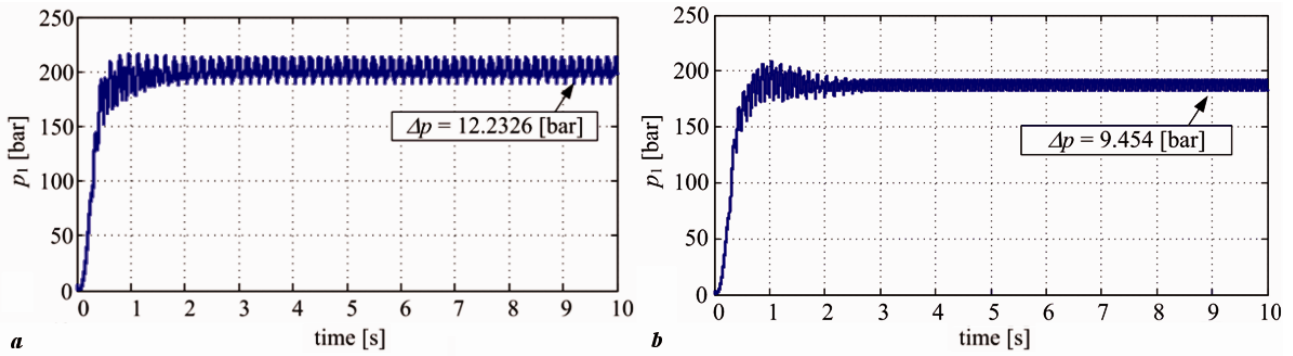 250
200
150
100
50
0
p1 [bar]
Δp = 12.2326 [bar]
0 1 2 3 4 5 6 7 8 9 10
time [s]
a
250
200
150
100
50
0
p1 [bar]
Δp = 9.454 [bar]
0 1 2 3 4 5 6 7 8 9 10
time [s]
b